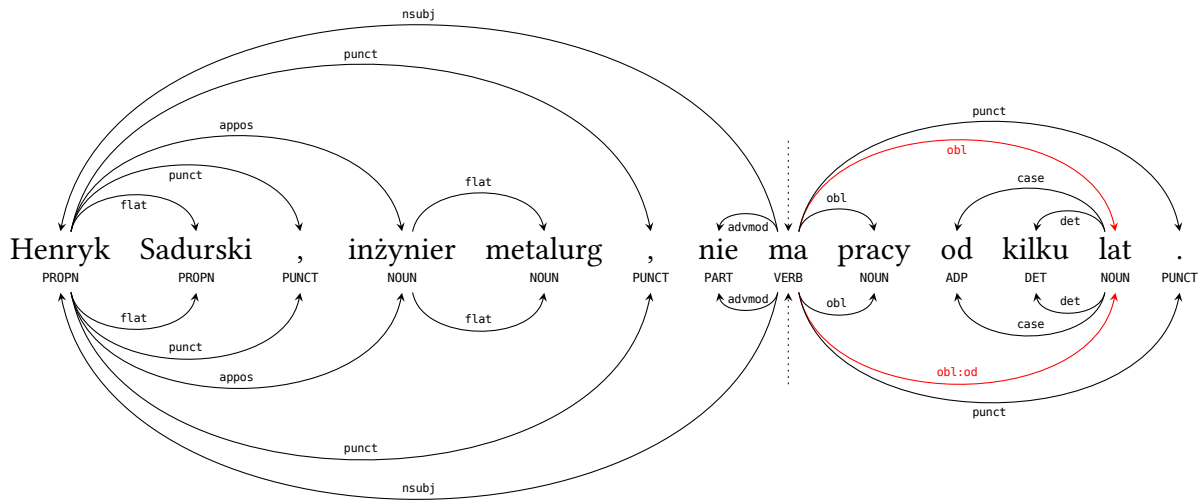 nsubj
punct
appos
punct
flat
flat
punct
obl
case
obl
det
advmod
Henryk Sadurski , inżynier metalurg , nie ma pracy od kilku lat .
PROPN PROPN PUNCT NOUN NOUN PUNCT PART VERB NOUN ADP DET NOUN PUNCT
advmod
obl
det
flat
flat
case
punct
obl:od
appos
punct
punct
nsubj